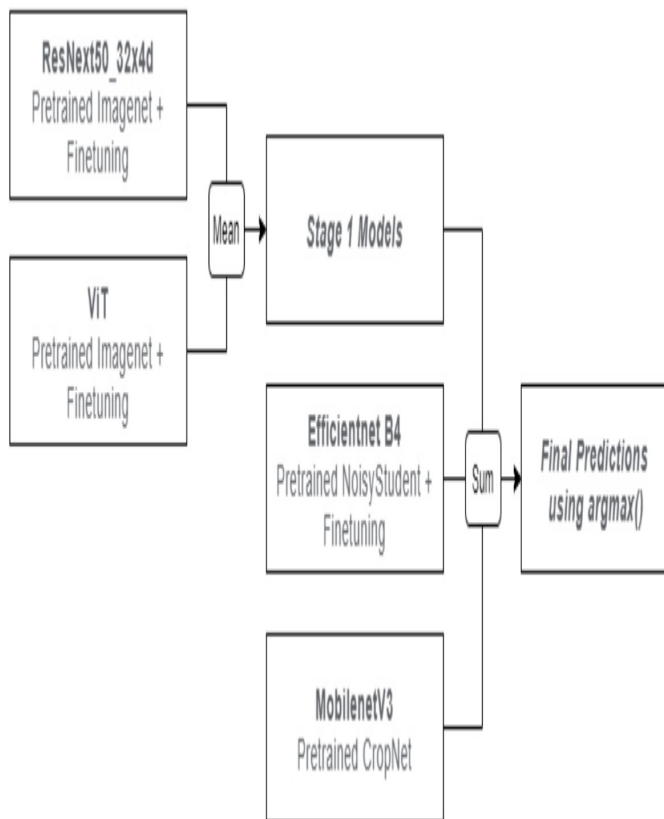 ResNext50_32x4d
Pretrained Imagenet +
Finetuning
Mean
Stage 1 Models
ViT
Pretrained Imagenet +
Finetuning
Efficientnet B4
Pretrained NoisyStudent +
Finetuning
Sum
Final Predictions
using argmax()
MobilenetV3
Pretrained CropNet